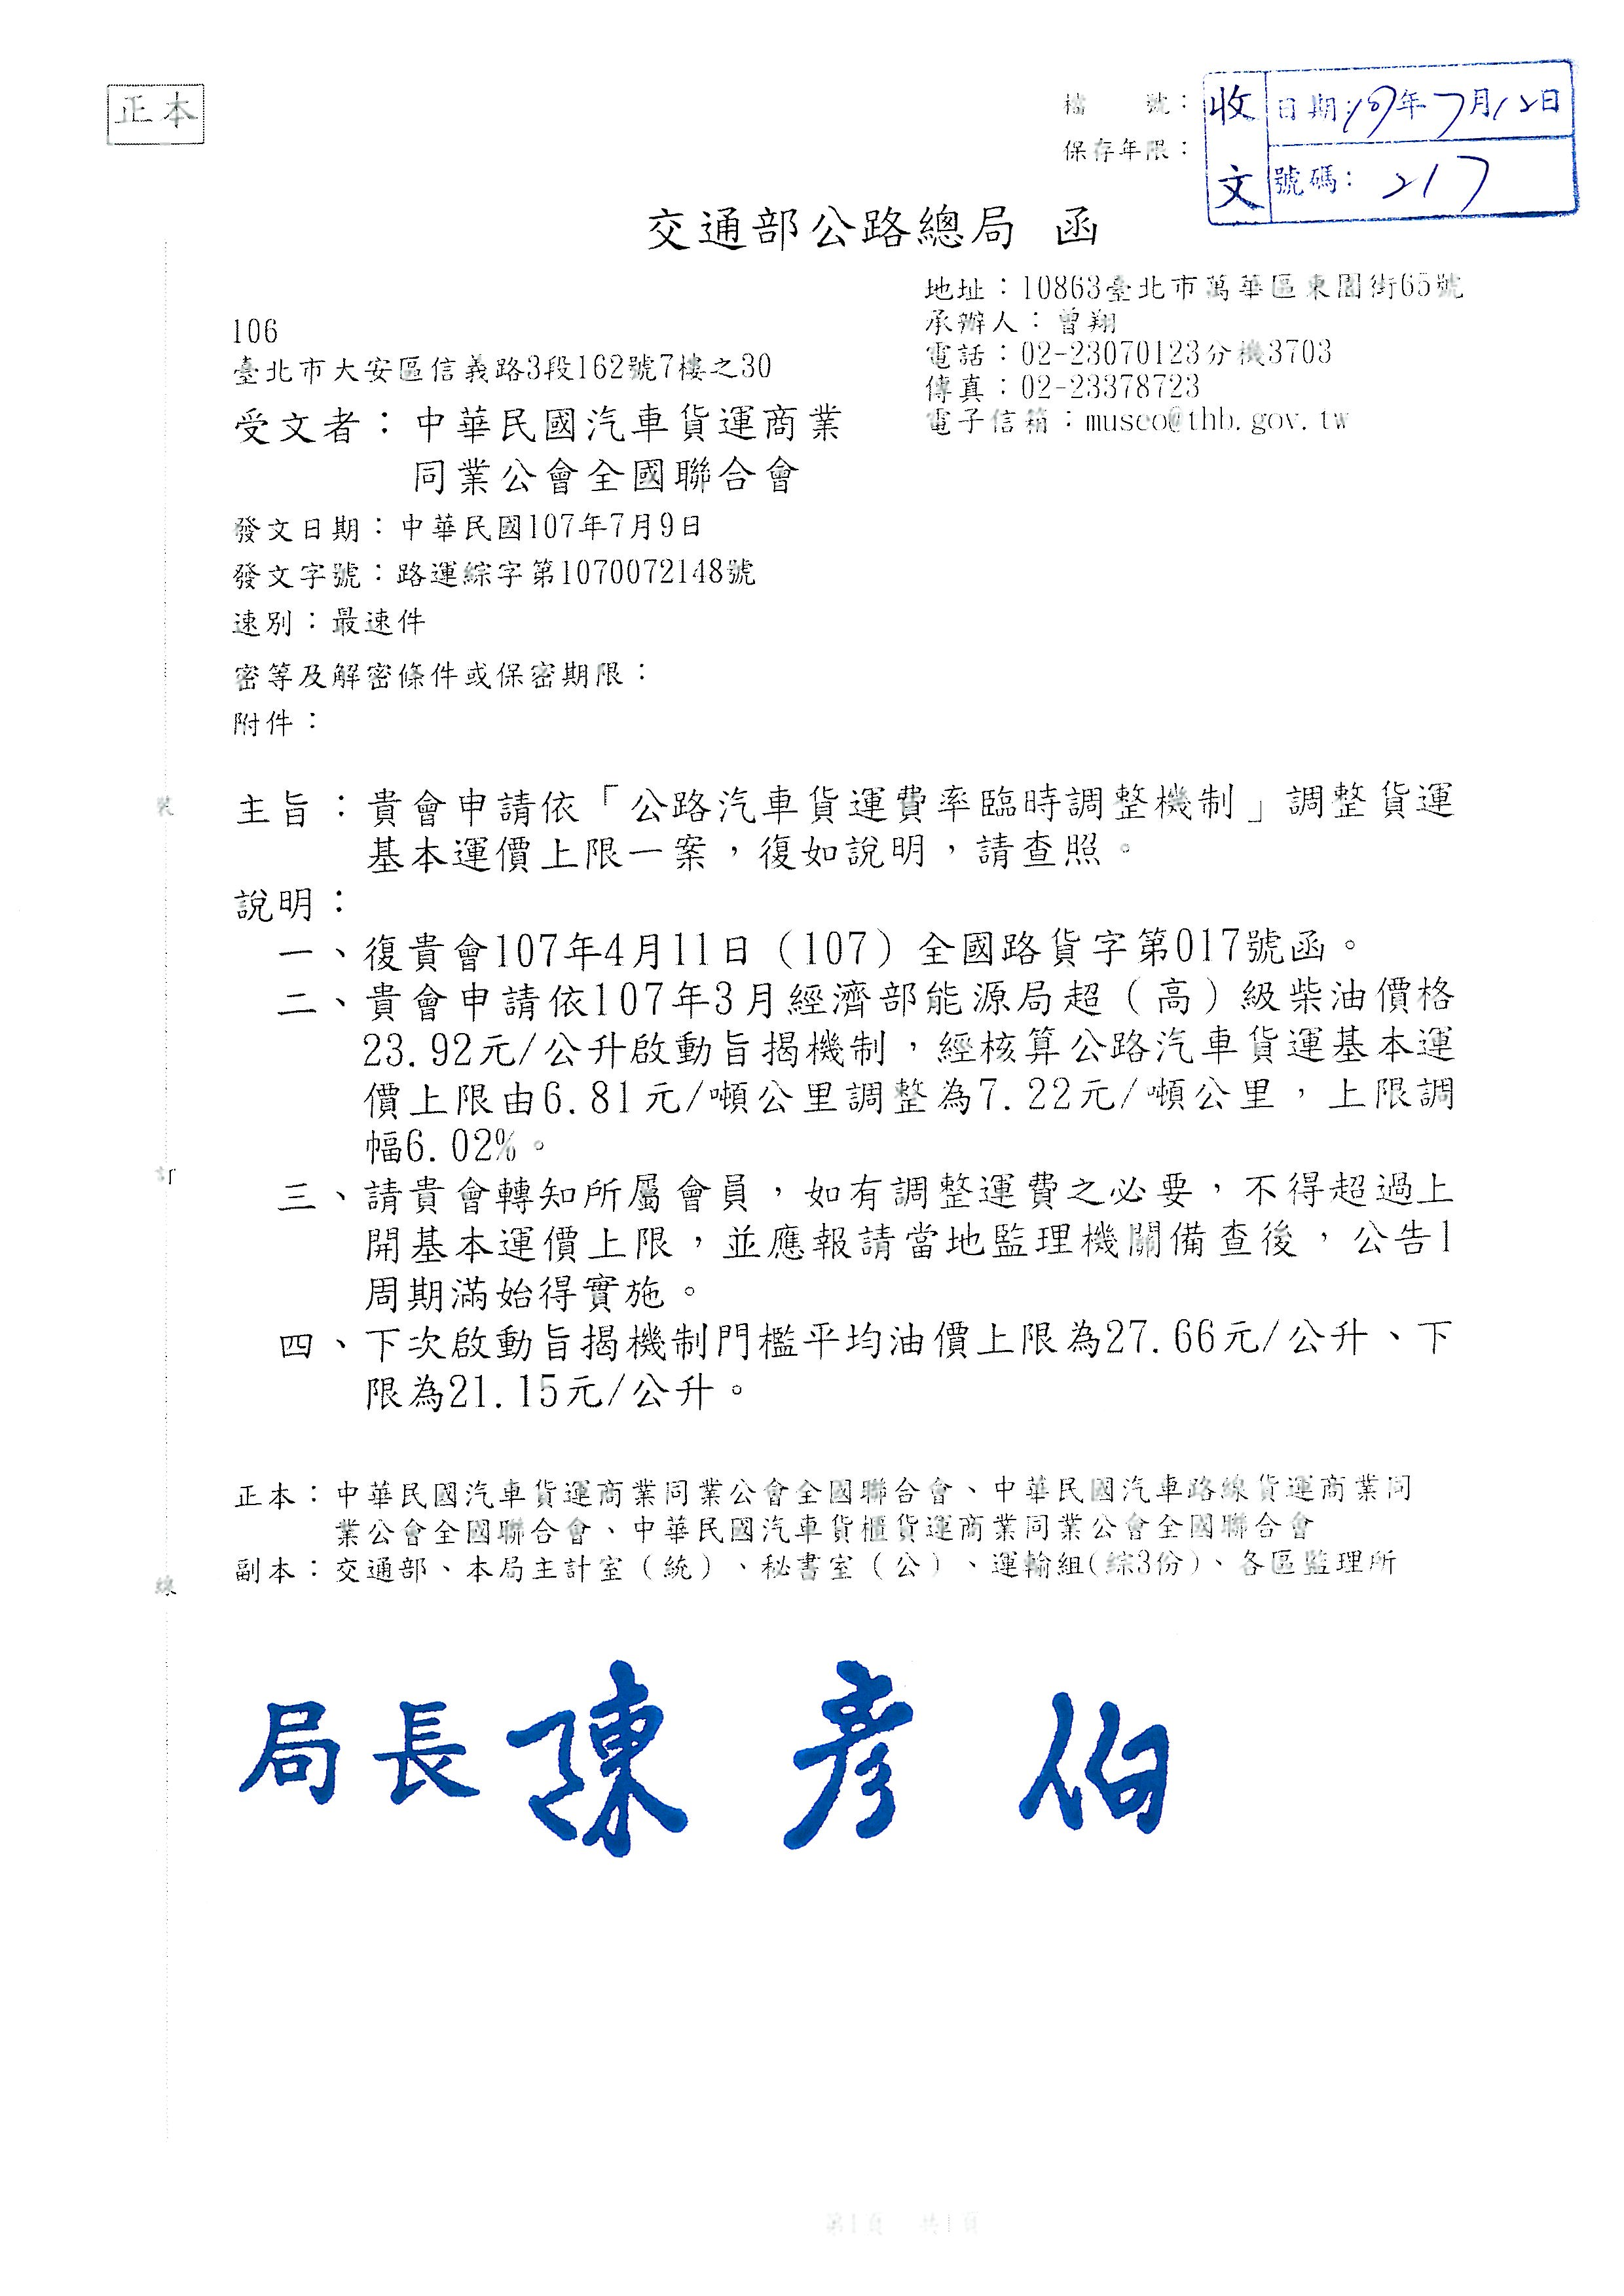 正本
檔　　號：
保存年限：
收文
日期:107年7月12日
號碼: 217
交通部公路總局　函
地址：10863臺北市萬華區東園街65號
承辦人：曾翔
電話：02-23070123分機3703
傳真：02-23378723
電子信箱：museo@thb.gov.tw
106
臺北市大安區信義路3段162號7樓之30
受文者：中華民國汽車貨運商業
同業公會全國聯合會
發文日期：中華民國107年7月9日
發文字號：路運綜字第1070072148號
速別：最速件
密等及解密條件或保密期限：
附件：
主旨：貴會申請依「公路汽車貨運費率臨時調整機制」調整貨運
基本運價上限一案，復如說明，請查照。
說明：
一、復貴會107年4月11日（107）全國路貨字第017號函。
二、貴會申請依107年3月經濟部能源局超（高）級柴油價格
23.92元/公升啟動旨揭機制，經核算公路汽車貨運基本運
價上限由6.81元/噸公里調整為7.22元/噸公里，上限調
幅6.02%。
三、請貴會轉知所屬會員，如有調整運費之必要，不得超過上
開基本運價上限，並應報請當地監理機關備查後，公告1
周期滿始得實施。
四、下次啟動旨揭機制門檻平均油價上限為27.66元/公升、下
限為21.15元/公升。
正本：中華民國汽車貨運商業同業公會全國聯合會、中華民國汽車路線貨運商業同
業公會全國聯合會、中華民國汽車貨櫃貨運商業同業公會全國聯合會
副本：交通部、本局主計室（統）、秘書室（公）、運輸組(綜3份)、各區監理所
局長 陳彥伯
裝
訂
線
第1頁　共1頁